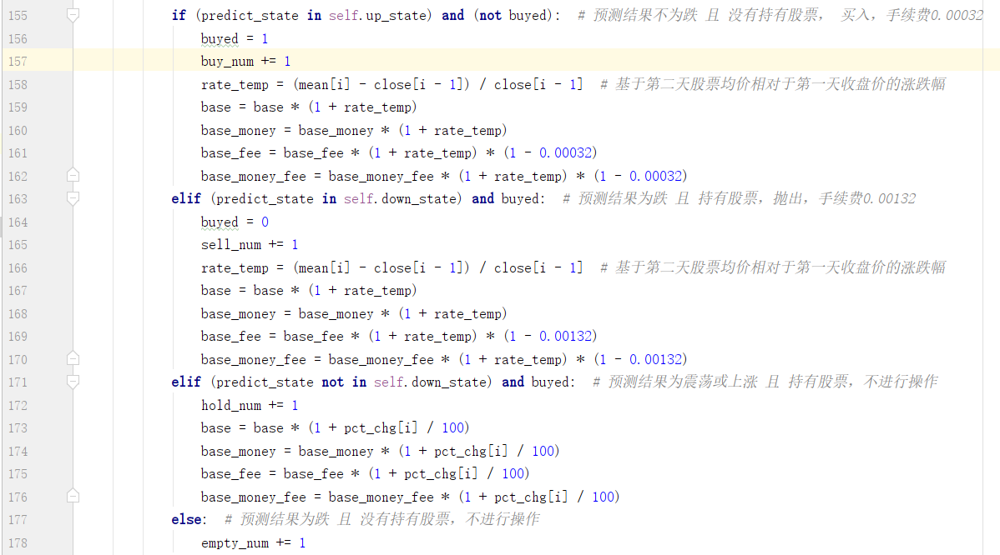 155 if (predict_state in self.up_state) and (not buyed):  # 预测结果不为跌 且 没有持有股票， 买入，手续费0.00032
156 buyed = 1
157 buy_num += 1
158 rate_temp = (mean[i] - close[i - 1]) / close[i - 1]  # 基于第二天股票均价相对于第一天收盘价的涨跌幅
159 base = base * (1 + rate_temp)
160 base_money = base_money * (1 + rate_temp)
161 base_fee = base_fee * (1 + rate_temp) * (1 - 0.00032)
162 base_money_fee = base_money_fee * (1 + rate_temp) * (1 - 0.00032)
163 elif (predict_state in self.down_state) and buyed:  # 预测结果为跌 且 持有股票，抛出，手续费0.00132
164 buyed = 0
165 sell_num += 1
166 rate_temp = (mean[i] - close[i - 1]) / close[i - 1]  # 基于第二天股票均价相对于第一天收盘价的涨跌幅
167 base = base * (1 + rate_temp)
168 base_money = base_money * (1 + rate_temp)
169 base_fee = base_fee * (1 + rate_temp) * (1 - 0.00132)
170 base_money_fee = base_money_fee * (1 + rate_temp) * (1 - 0.00132)
171 elif (predict_state not in self.down_state) and buyed:  # 预测结果为震荡或上涨 且 持有股票，不进行操作
172 hold_num += 1
173 base = base * (1 + pct_chg[i] / 100)
174 base_money = base_money * (1 + pct_chg[i] / 100)
175 base_fee = base_fee * (1 + pct_chg[i] / 100)
176 base_money_fee = base_money_fee * (1 + pct_chg[i] / 100)
177 else:  # 预测结果为跌 且 没有持有股票，不进行操作
178 empty_num += 1